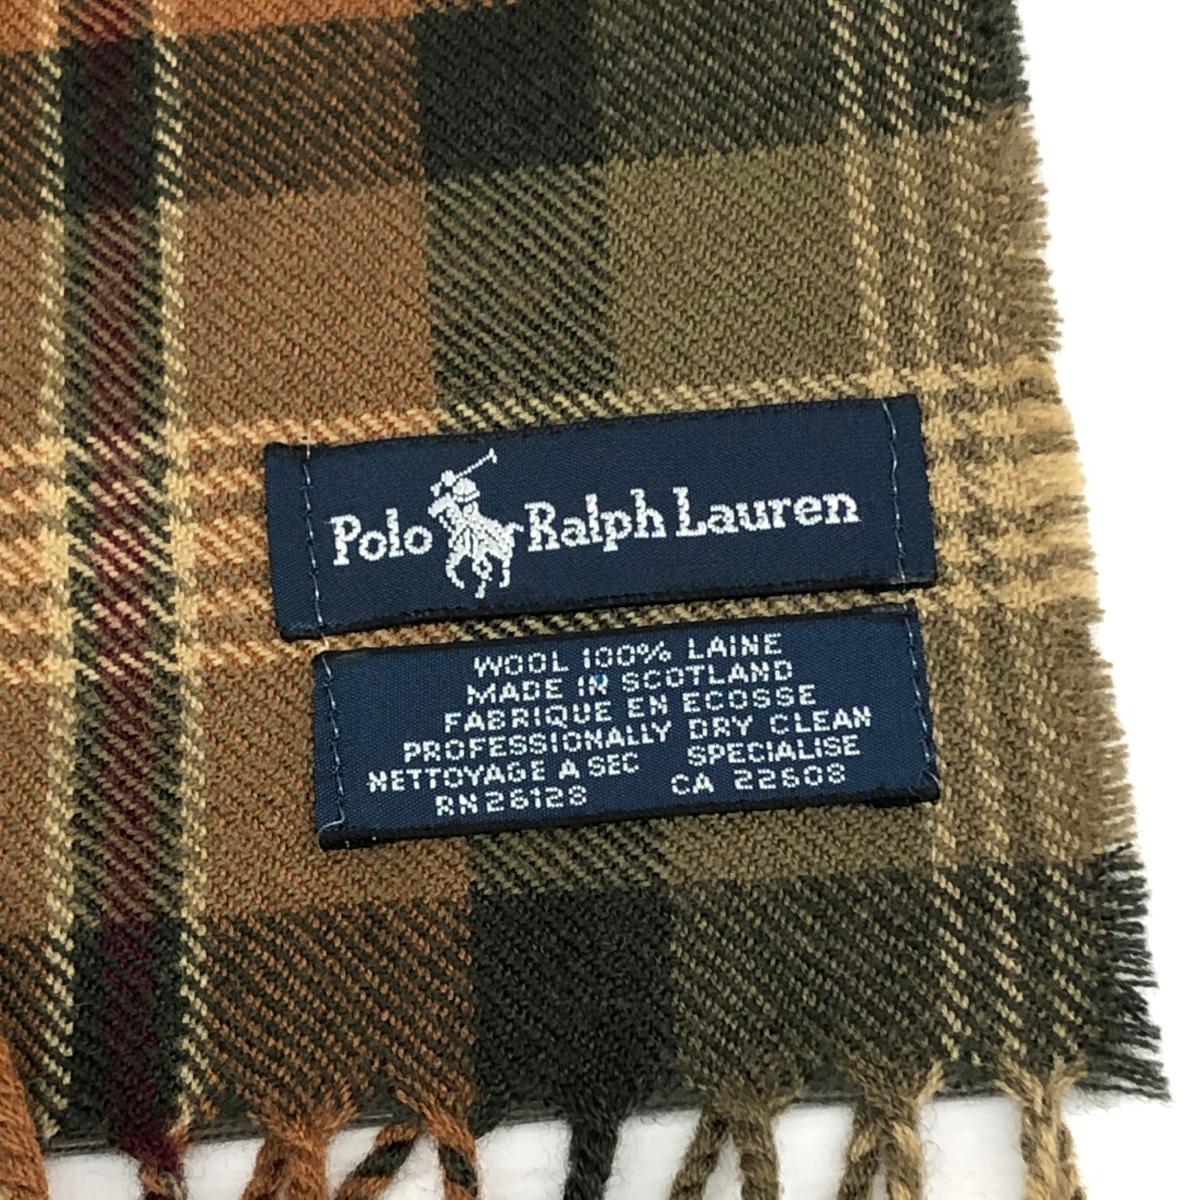 Polo Ralph Lauren
WOOL 100% LAINE
MADE IN SCOTLAND
FABRIQUE EN ECOSSE
PROFESSIONALLY DRY CLEAN
NETTOYAGE A SEC SPECIALISE
RN26128 CA 22608